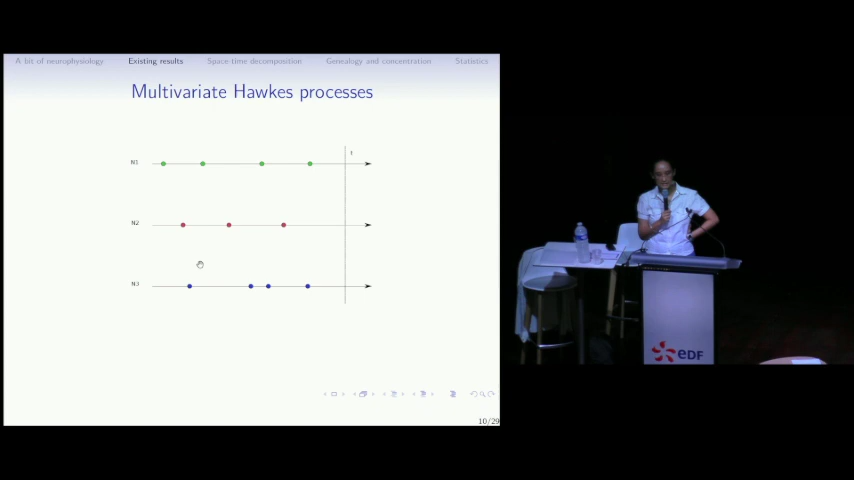 A bit of neurophysiology Existing results Space-time decomposition Genealogy and concentration Statistics
Multivariate Hawkes processes
N1
N2
N3
10/29
eDF